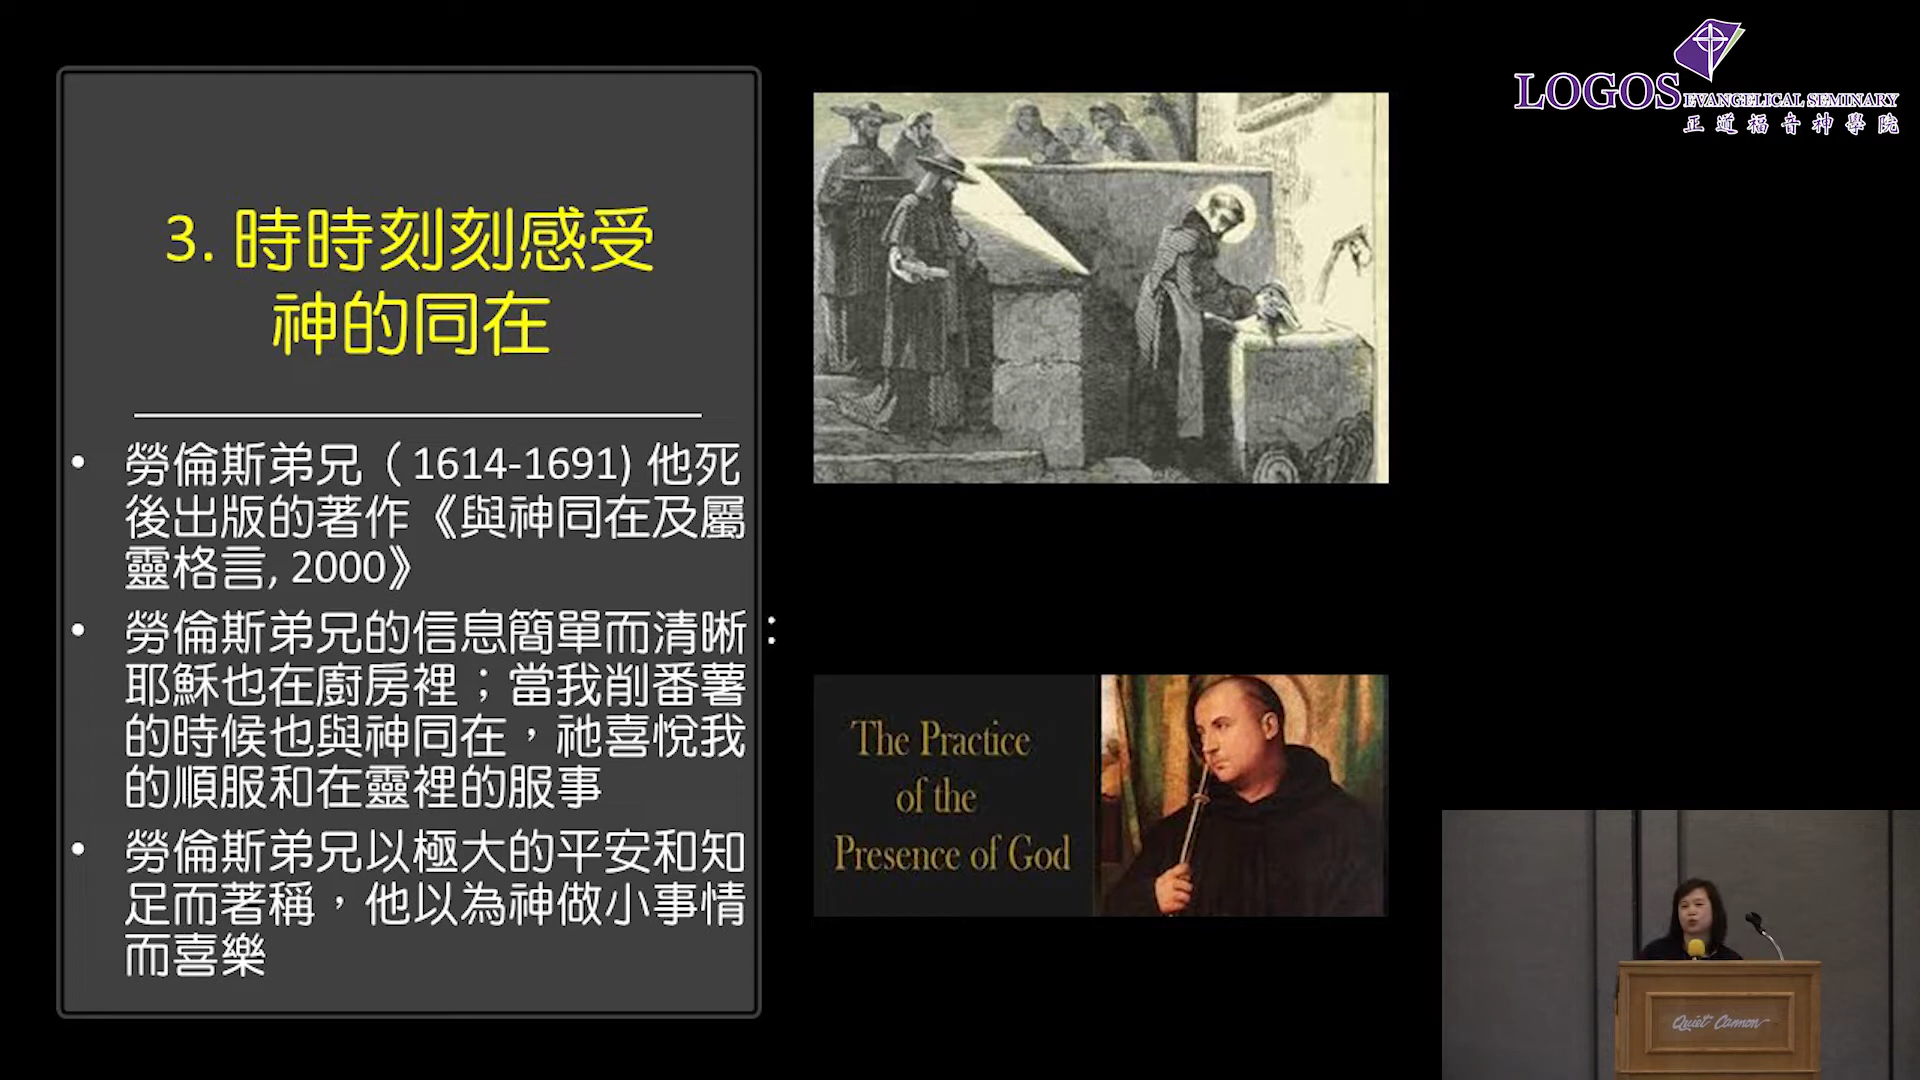 LOGOS EVANGELICAL SEMINARY
正道福音神學院
3. 時時刻刻感受
神的同在
• 勞倫斯弟兄（1614-1691) 他死
後出版的著作《與神同在及屬
靈格言, 2000》
• 勞倫斯弟兄的信息簡單而清晰：
耶穌也在廚房裡；當我削番薯
的時候也與神同在，祂喜悅我
的順服和在靈裡的服事
• 勞倫斯弟兄以極大的平安和知
足而著稱，他以為神做小事情
而喜樂
The Practice
of the
Presence of God
Quiet Cannon